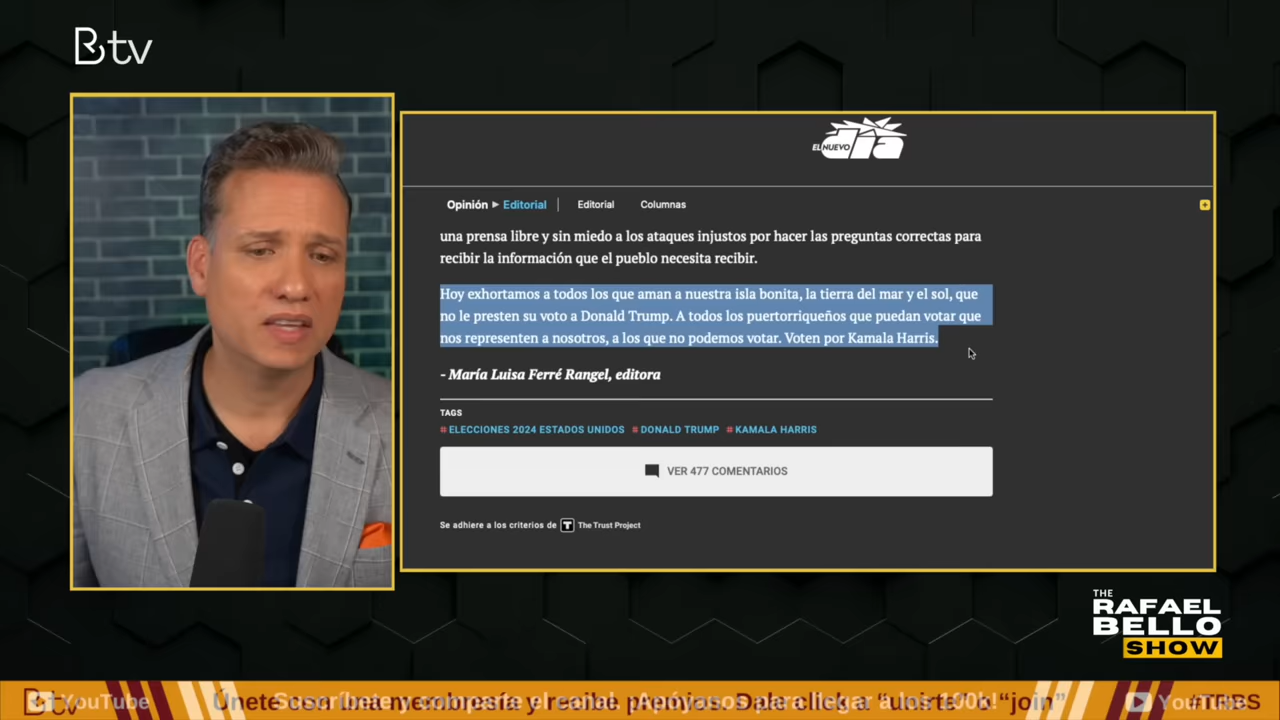 Btv
EL NUEVO día
Opinión ▸ Editorial | Editorial Columnas
una prensa libre y sin miedo a los ataques injustos por hacer las preguntas correctas para
recibir la información que el pueblo necesita recibir.
Hoy exhortamos a todos los que aman a nuestra isla bonita, la tierra del mar y el sol, que
no le presten su voto a Donald Trump. A todos los puertorriqueños que puedan votar que
nos representen a nosotros, a los que no podemos votar. Voten por Kamala Harris.
- María Luisa Ferré Rangel, editora
TAGS
# ELECCIONES 2024 ESTADOS UNIDOS # DONALD TRUMP # KAMALA HARRIS
VER 477 COMENTARIOS
Se adhiere a los criterios de T The Trust Project
THE
RAFAEL
BELLO
SHOW
Btv YouTube
YouTube #TRBS